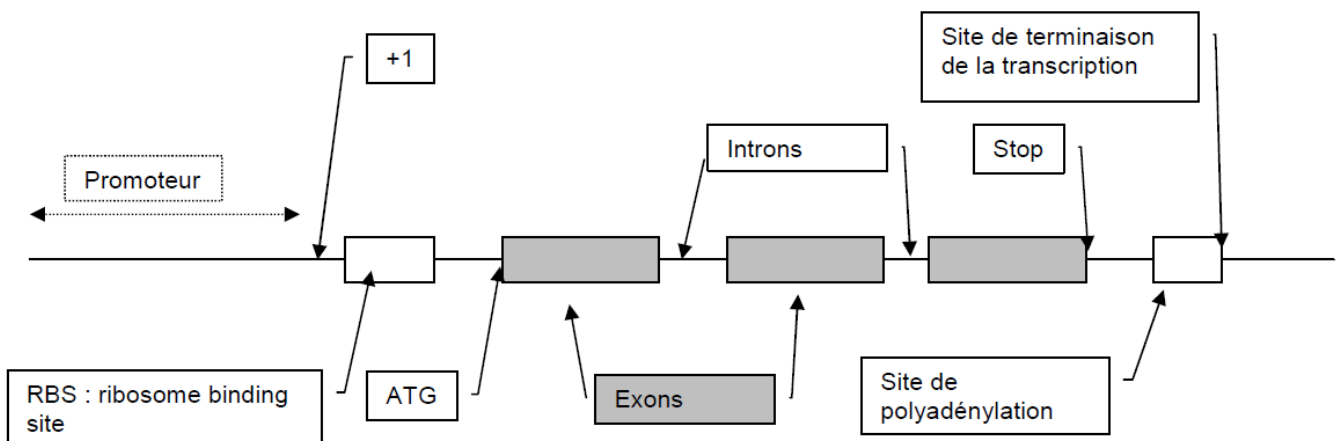 +1
Site de terminaison
de la transcription
Promoteur
Introns
Stop
RBS : ribosome binding
site
ATG
Exons
Site de
polyadénylation